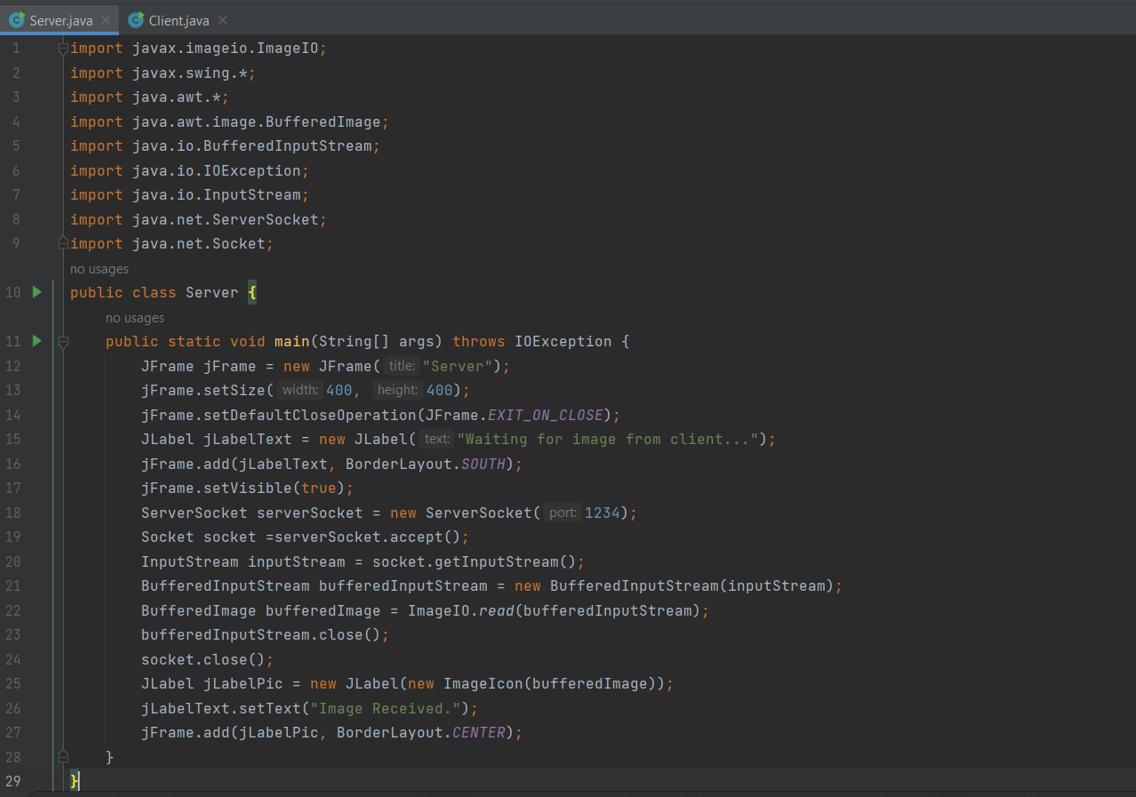 Server.java Client.java
1 import javax.imageio.ImageIO;
2 import javax.swing.*;
3 import java.awt.*;
4 import java.awt.image.BufferedImage;
5 import java.io.BufferedInputStream;
6 import java.io.IOException;
7 import java.io.InputStream;
8 import java.net.ServerSocket;
9 import java.net.Socket;
no usages
10 public class Server {
no usages
11 public static void main(String[] args) throws IOException {
12 JFrame jFrame = new JFrame( title: "Server");
13 jFrame.setSize( width: 400, height: 400);
14 jFrame.setDefaultCloseOperation(JFrame.EXIT_ON_CLOSE);
15 JLabel jLabelText = new JLabel( text: "Waiting for image from client...");
16 jFrame.add(jLabelText, BorderLayout.SOUTH);
17 jFrame.setVisible(true);
18 ServerSocket serverSocket = new ServerSocket( port: 1234);
19 Socket socket =serverSocket.accept();
20 InputStream inputStream = socket.getInputStream();
21 BufferedInputStream bufferedInputStream = new BufferedInputStream(inputStream);
22 BufferedImage bufferedImage = ImageIO.read(bufferedInputStream);
23 bufferedInputStream.close();
24 socket.close();
25 JLabel jLabelPic = new JLabel(new ImageIcon(bufferedImage));
26 jLabelText.setText("Image Received.");
27 jFrame.add(jLabelPic, BorderLayout.CENTER);
28 }
29 }